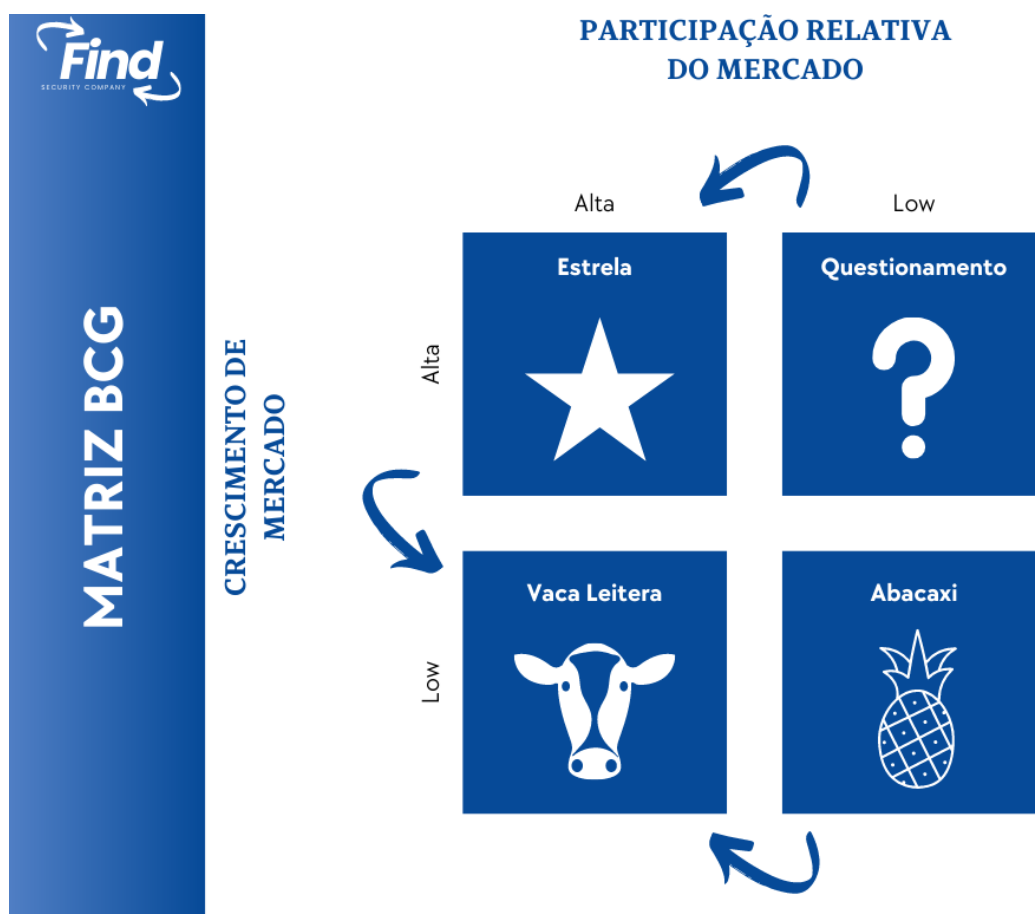 Find
SECURITY COMPANY
MATRIZ BCG
PARTICIPAÇÃO RELATIVA
DO MERCADO
Alta
Low
CRESCIMENTO DE
MERCADO
Alta
Estrela
Questionamento
?
Low
Vaca Leitera
Abacaxi